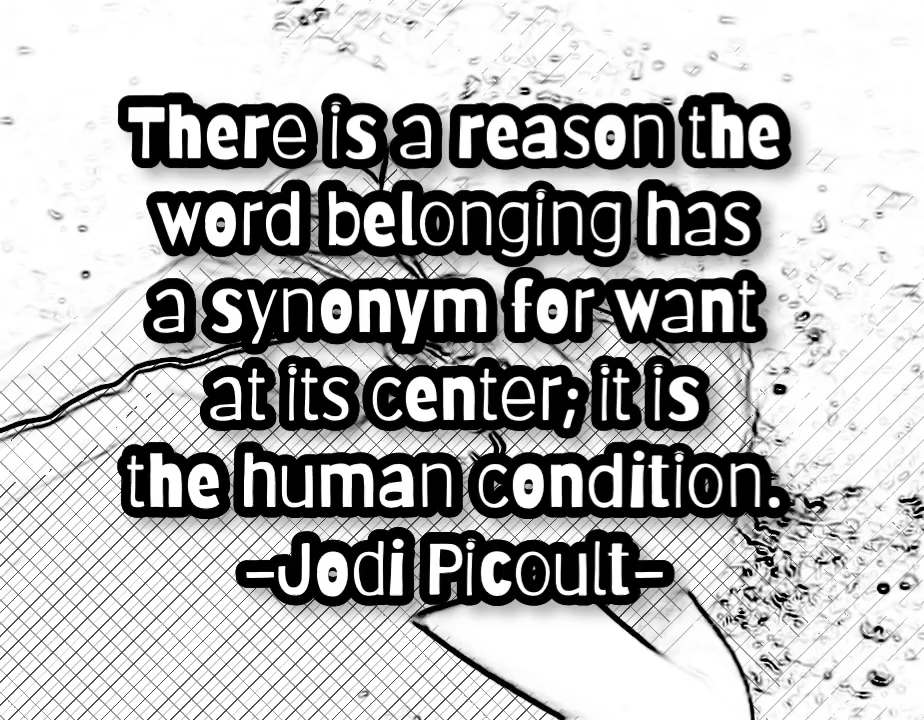 There is a reason the
word belonging has
a synonym for want
at its center; it is
the human condition.
-Jodi Picoult-